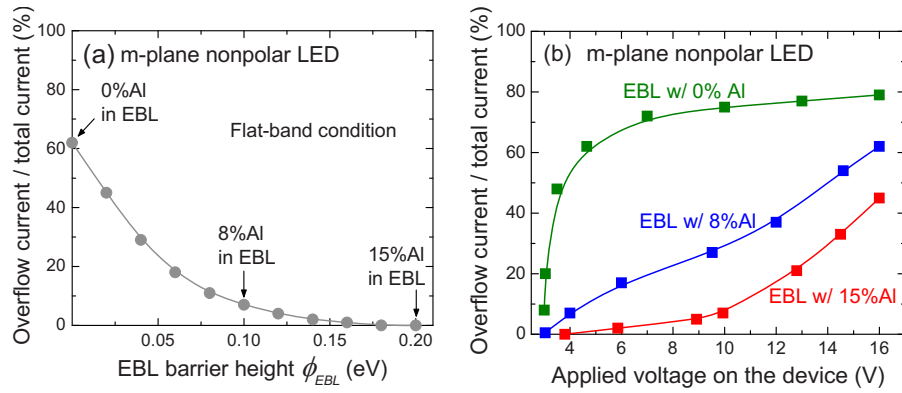 (a) m-plane nonpolar LED
Overflow current / total current (%)
100
80
60
40
20
0
0%Al
in EBL
Flat-band condition
8%Al
in EBL
15%Al
in EBL
0.05
0.10
0.15
0.20
EBL barrier height ϕEBL (eV)
(b) m-plane nonpolar LED
Overflow current / total current (%)
100
80
60
40
20
0
EBL w/ 0% Al
EBL w/ 8%Al
EBL w/ 15%Al
4
6
8
10
12
14
16
Applied voltage on the device (V)